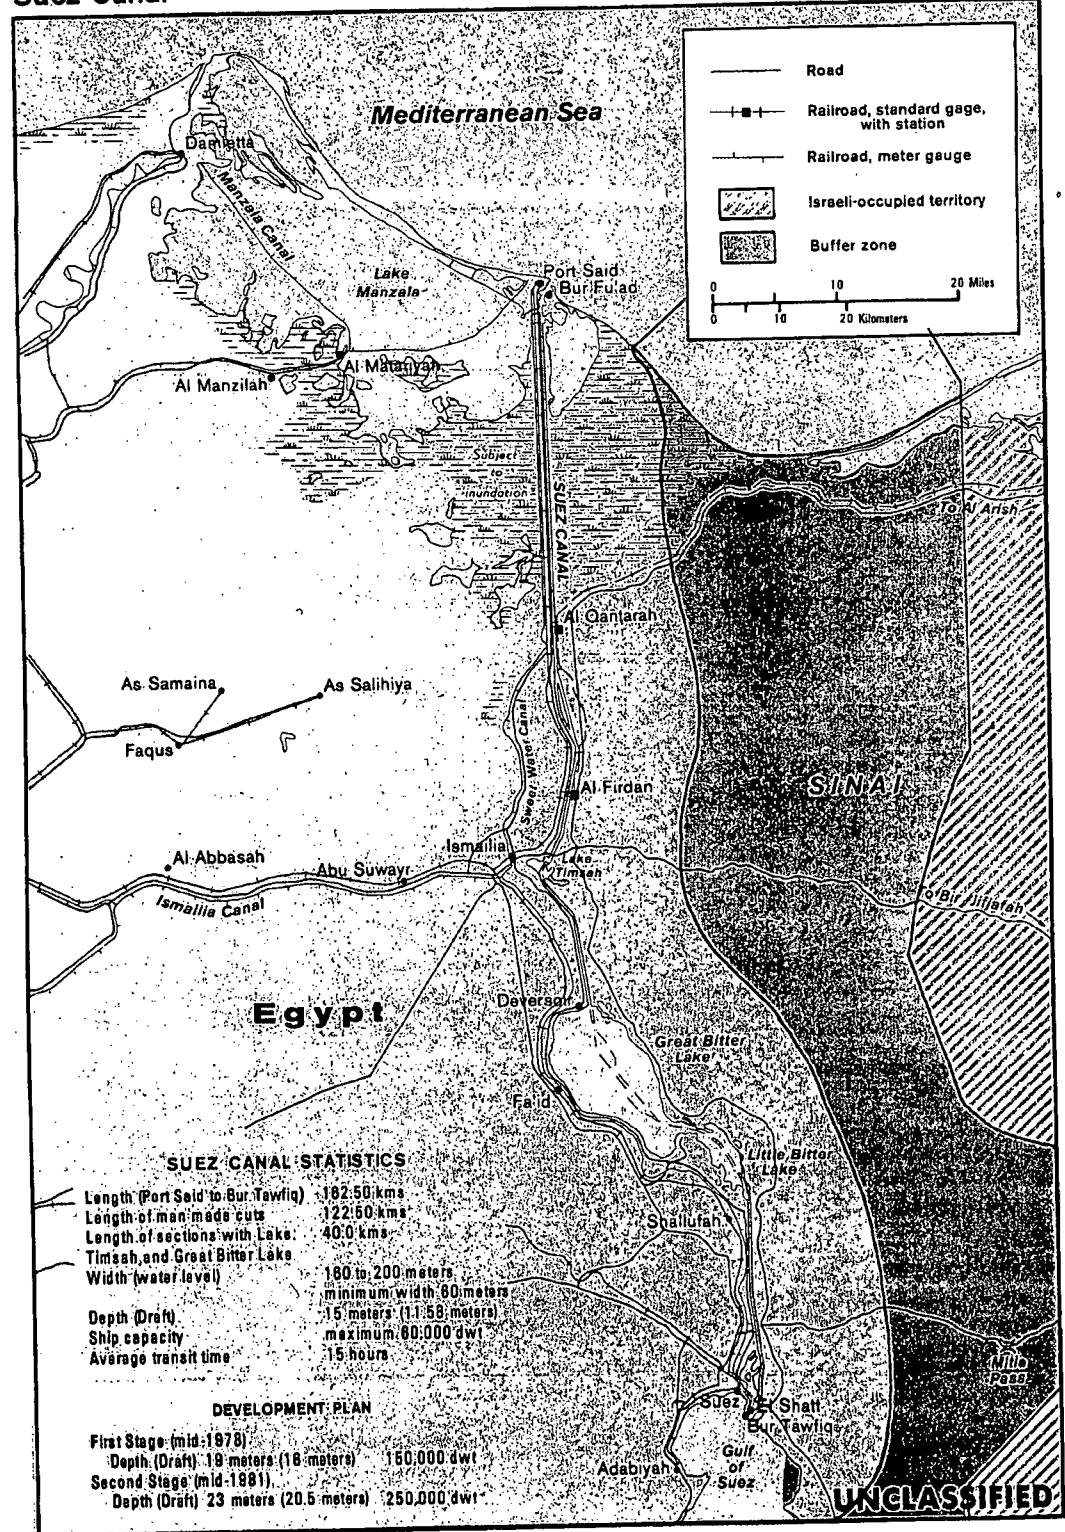 Suez Canal
Road
Railroad, standard gage,
with station
Railroad, meter gauge
Israeli-occupied territory
Buffer zone
0 10 20 Miles
0 10 20 Kilometers
Mediterranean Sea
Damietta
Manzala Canal
Lake
Manzala
Port Said
Bur Fu'ad
Al Matariyah
Al Manzilah
Subject
to
inundation
SUEZ CANAL
To Al Arish
Al Qantarah
As Samaina
As Salihiya
Faqus
Sweet Water Canal
Al Firdan
SINAI
Ismailia
Lake
Timsah
Al Abbasah
Abu Suwayr
Ismailia Canal
To Bir Jifjafah
Egypt
Deversoir
Great Bitter
Lake
Fa'id
Little Bitter
Lake
Shallufah
SUEZ CANAL STATISTICS
Length (Port Said to Bur Tawfiq) 162.50 kms
Length of man made cuts 122.50 kms
Length of sections with Lake 40.0 kms
Timsah and Great Bitter Lake
Width (water level) 160 to 200 meters
minimum width 60 meters
Depth (Draft) 15 meters (11.58 meters)
Ship capacity maximum 60.000 dwt
Average transit time 15 hours
Mitla
Pass
DEVELOPMENT PLAN
First Stage (mid-1978)
Depth (Draft) 19 meters (16 meters) 150,000 dwt
Second Stage (mid-1981)
Depth (Draft) 23 meters (20.5 meters) 250,000 dwt
Suez
El Shatt
Bur Tawfiq
Gulf
of
Suez
Adabiyah
UNCLASSIFIED